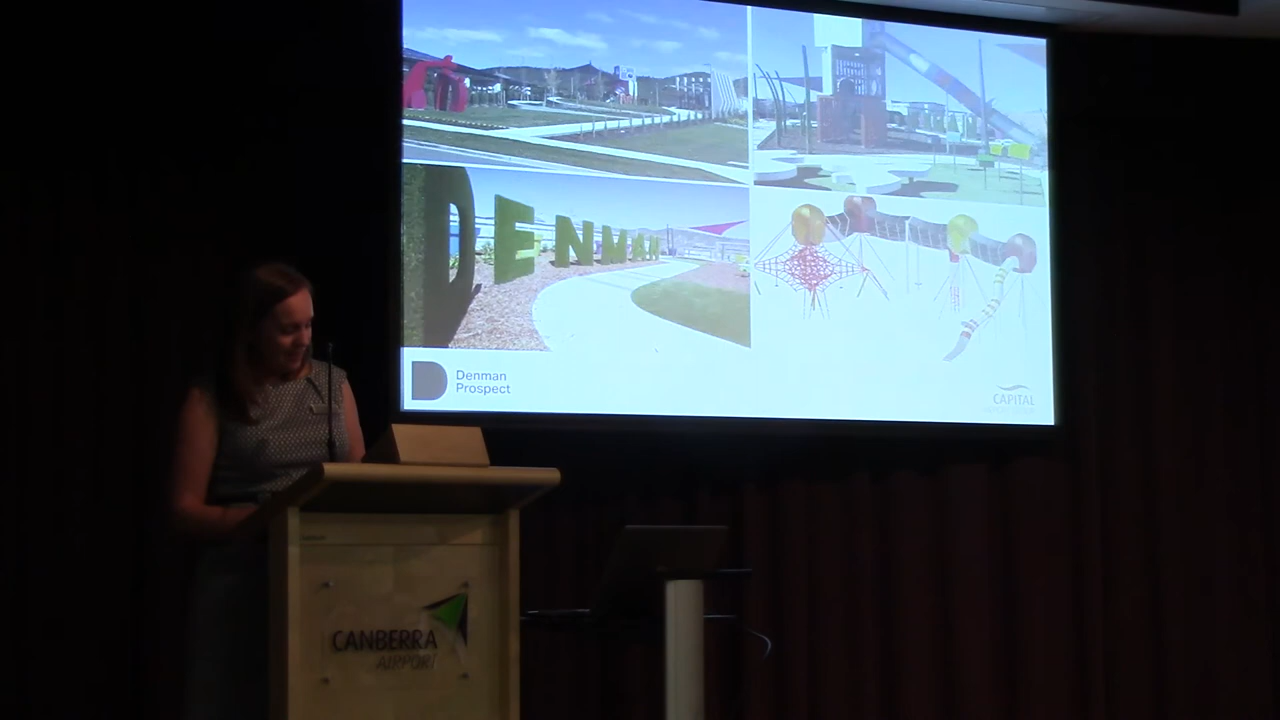 DENMAN
Denman
Prospect
CAPITAL
CANBERRA
AIRPORT